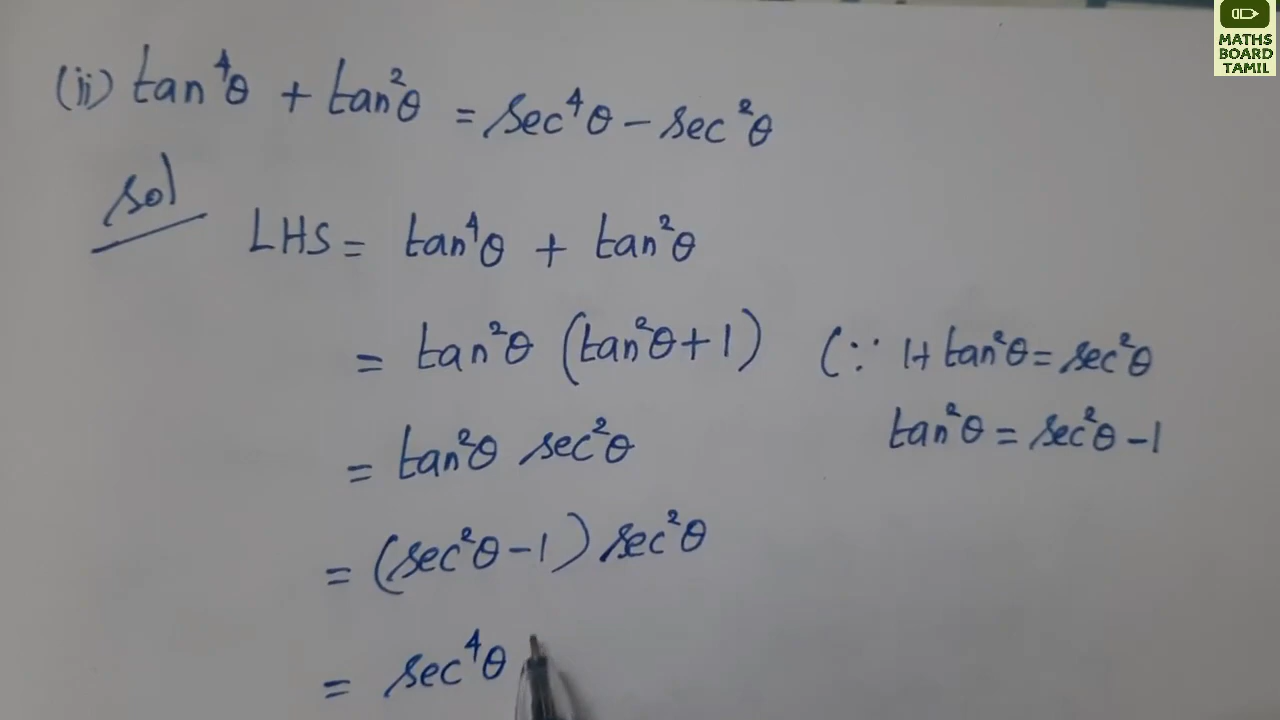 MATHS
BOARD
TAMIL
(ii) tan⁴θ + tan²θ = sec⁴θ - sec²θ
sol
LHS = tan⁴θ + tan²θ
= tan²θ (tan²θ + 1) (∵ 1 + tan²θ = sec²θ
= tan²θ sec²θ tan²θ = sec²θ - 1
= (sec²θ - 1) sec²θ
= sec⁴θ